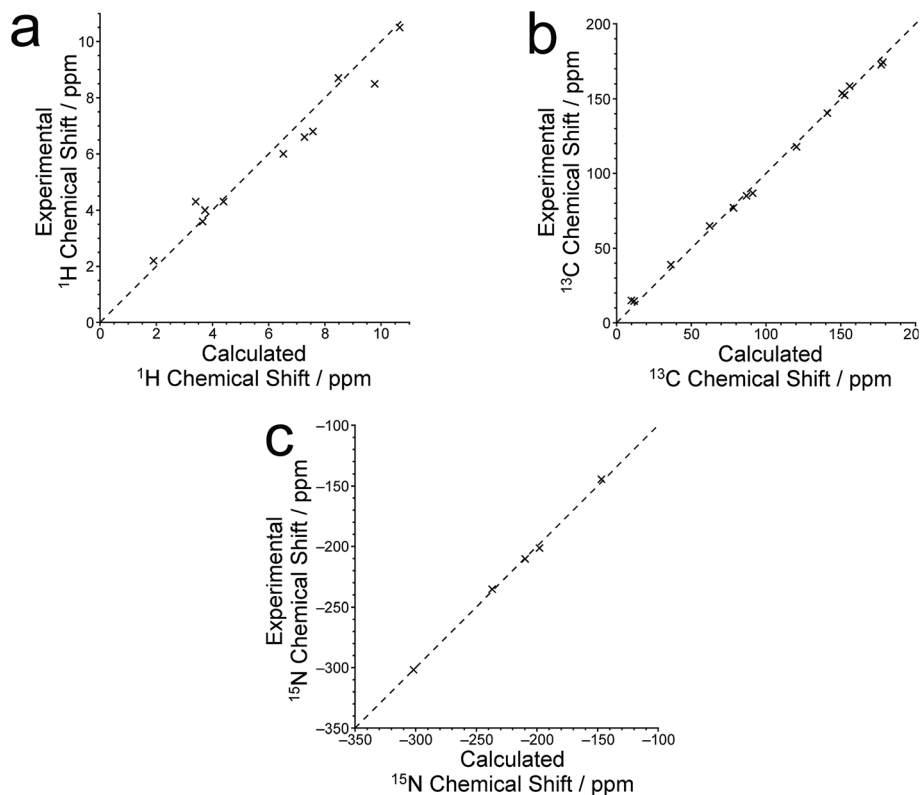 a
Experimental
¹H Chemical Shift / ppm
10
8
6
4
2
0
0 2 4 6 8 10
Calculated
¹H Chemical Shift / ppm
b
Experimental
¹³C Chemical Shift / ppm
200
150
100
50
0
0 50 100 150 20
Calculated
¹³C Chemical Shift / ppm
c
Experimental
¹⁵N Chemical Shift / ppm
−100
−150
−200
−250
−300
−350
−350 −300 −250 −200 −150 −100
Calculated
¹⁵N Chemical Shift / ppm